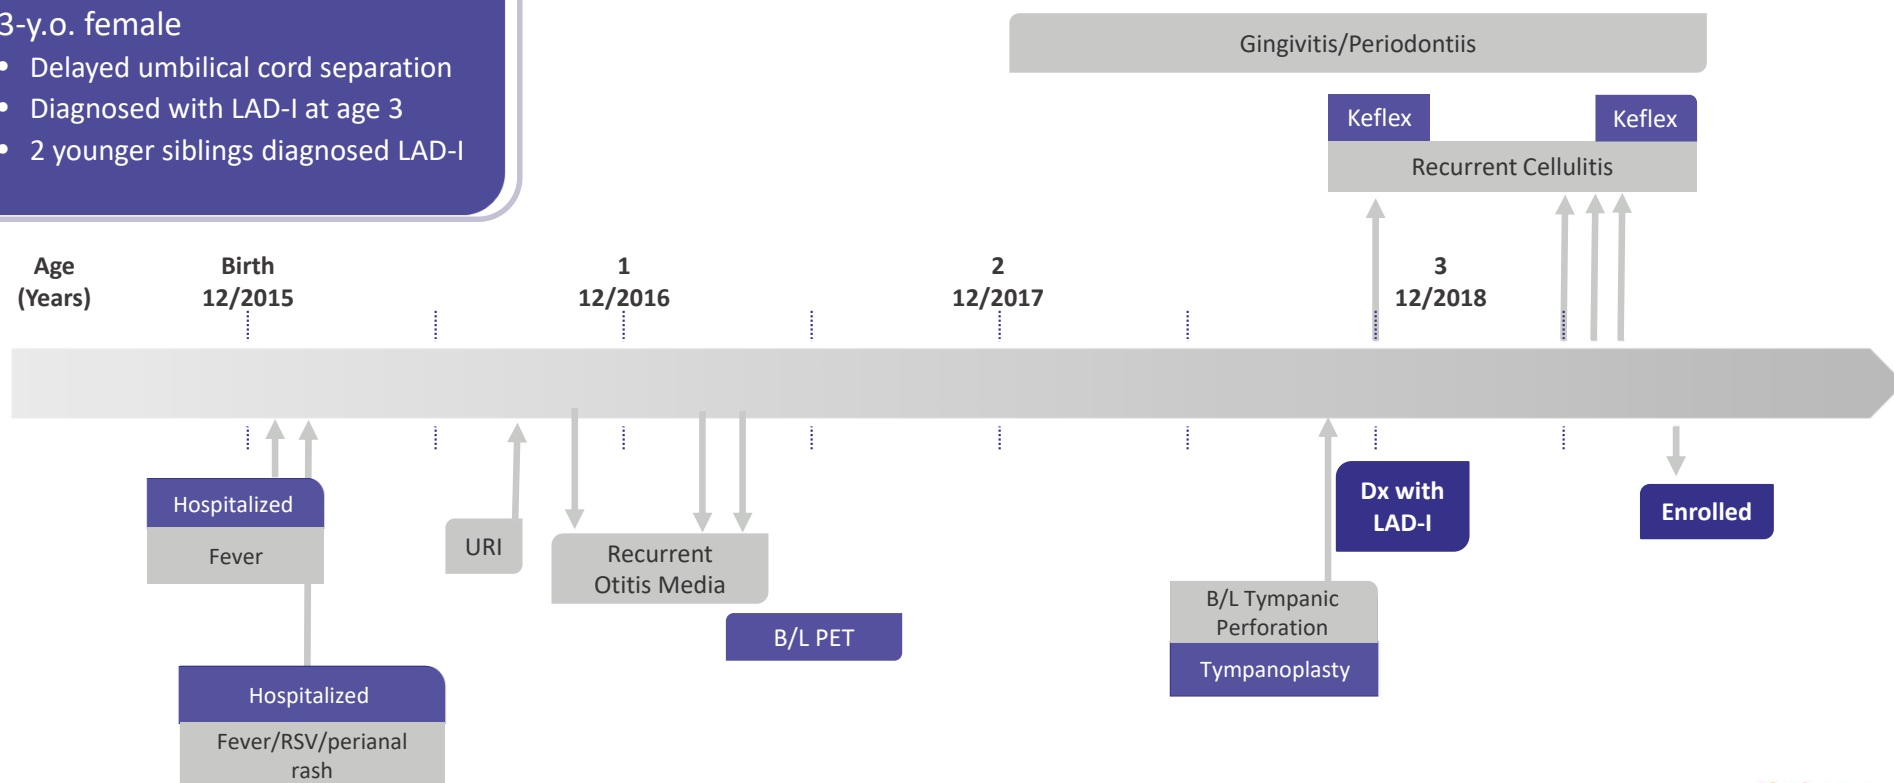 3-y.o. female
• Delayed umbilical cord separation
• Diagnosed with LAD-I at age 3
• 2 younger siblings diagnosed LAD-I
Gingivitis/Periodontiis
Keflex
Keflex
Recurrent Cellulitis
Age
(Years)
Birth
12/2015
1
12/2016
2
12/2017
3
12/2018
Hospitalized
Fever
URI
Recurrent
Otitis Media
B/L PET
Dx with
LAD-I
Enrolled
B/L Tympanic
Perforation
Tympanoplasty
Hospitalized
Fever/RSV/perianal
rash